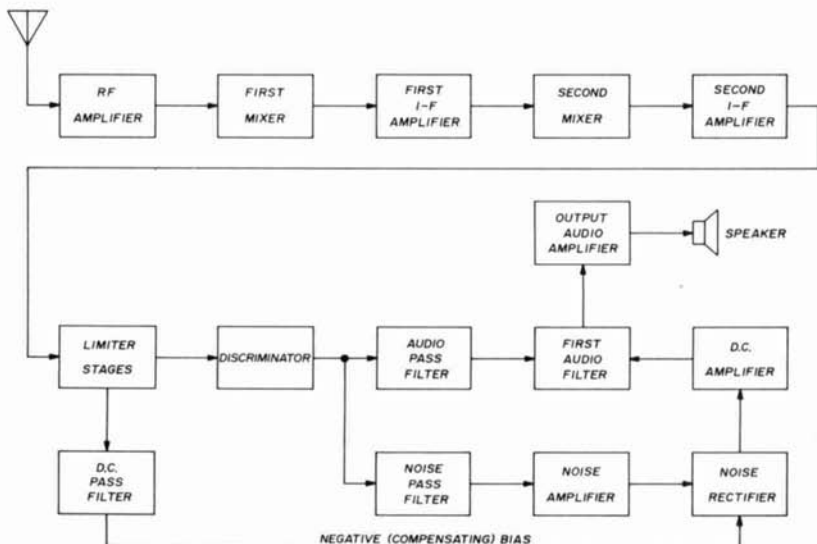 RF
AMPLIFIER
FIRST
MIXER
FIRST
I-F
AMPLIFIER
SECOND
MIXER
SECOND
I-F
AMPLIFIER
OUTPUT
AUDIO
AMPLIFIER
SPEAKER
LIMITER
STAGES
DISCRIMINATOR
AUDIO
PASS
FILTER
FIRST
AUDIO
FILTER
D.C.
AMPLIFIER
D.C.
PASS
FILTER
NOISE
PASS
FILTER
NOISE
AMPLIFIER
NOISE
RECTIFIER
NEGATIVE (COMPENSATING) BIAS